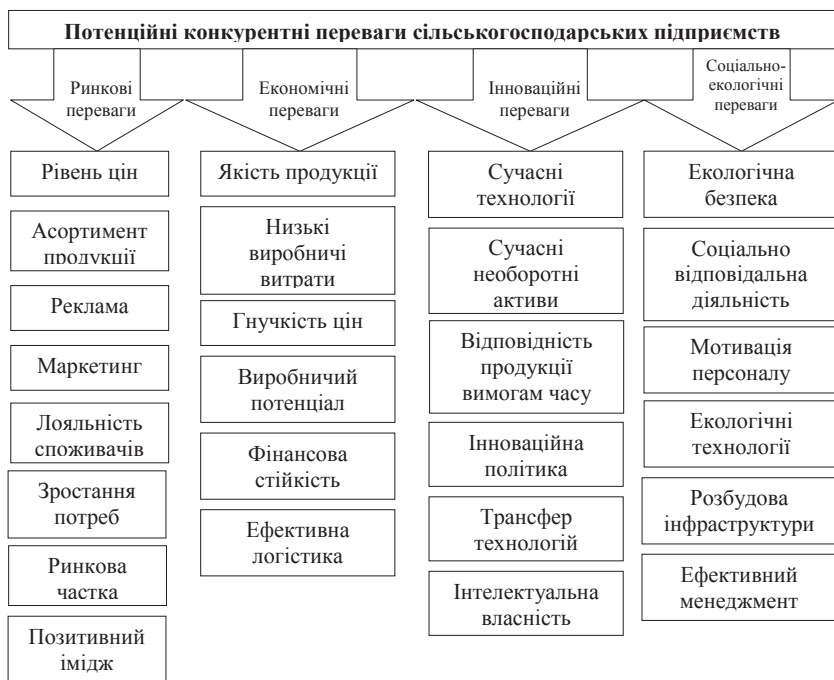 Потенційні конкурентні переваги сільськогосподарських підприємств
Ринкові
переваги
Рівень цін
Асортимент
продукції
Реклама
Маркетинг
Лояльність
споживачів
Зростання
потреб
Ринкова
частка
Позитивний
імідж
Економічні
переваги
Якість продукції
Низькі
виробничі
витрати
Гнучкість цін
Виробничий
потенціал
Фінансова
стійкість
Ефективна
логістика
Інноваційні
переваги
Сучасні
технології
Сучасні
необоротні
активи
Відповідність
продукції
вимогам часу
Інноваційна
політика
Трансфер
технологій
Інтелектуальна
власність
Соціально-
екологічні
переваги
Екологічна
безпека
Соціально
відповідальна
діяльність
Мотивація
персоналу
Екологічні
технології
Розбудова
інфраструктури
Ефективний
менеджмент